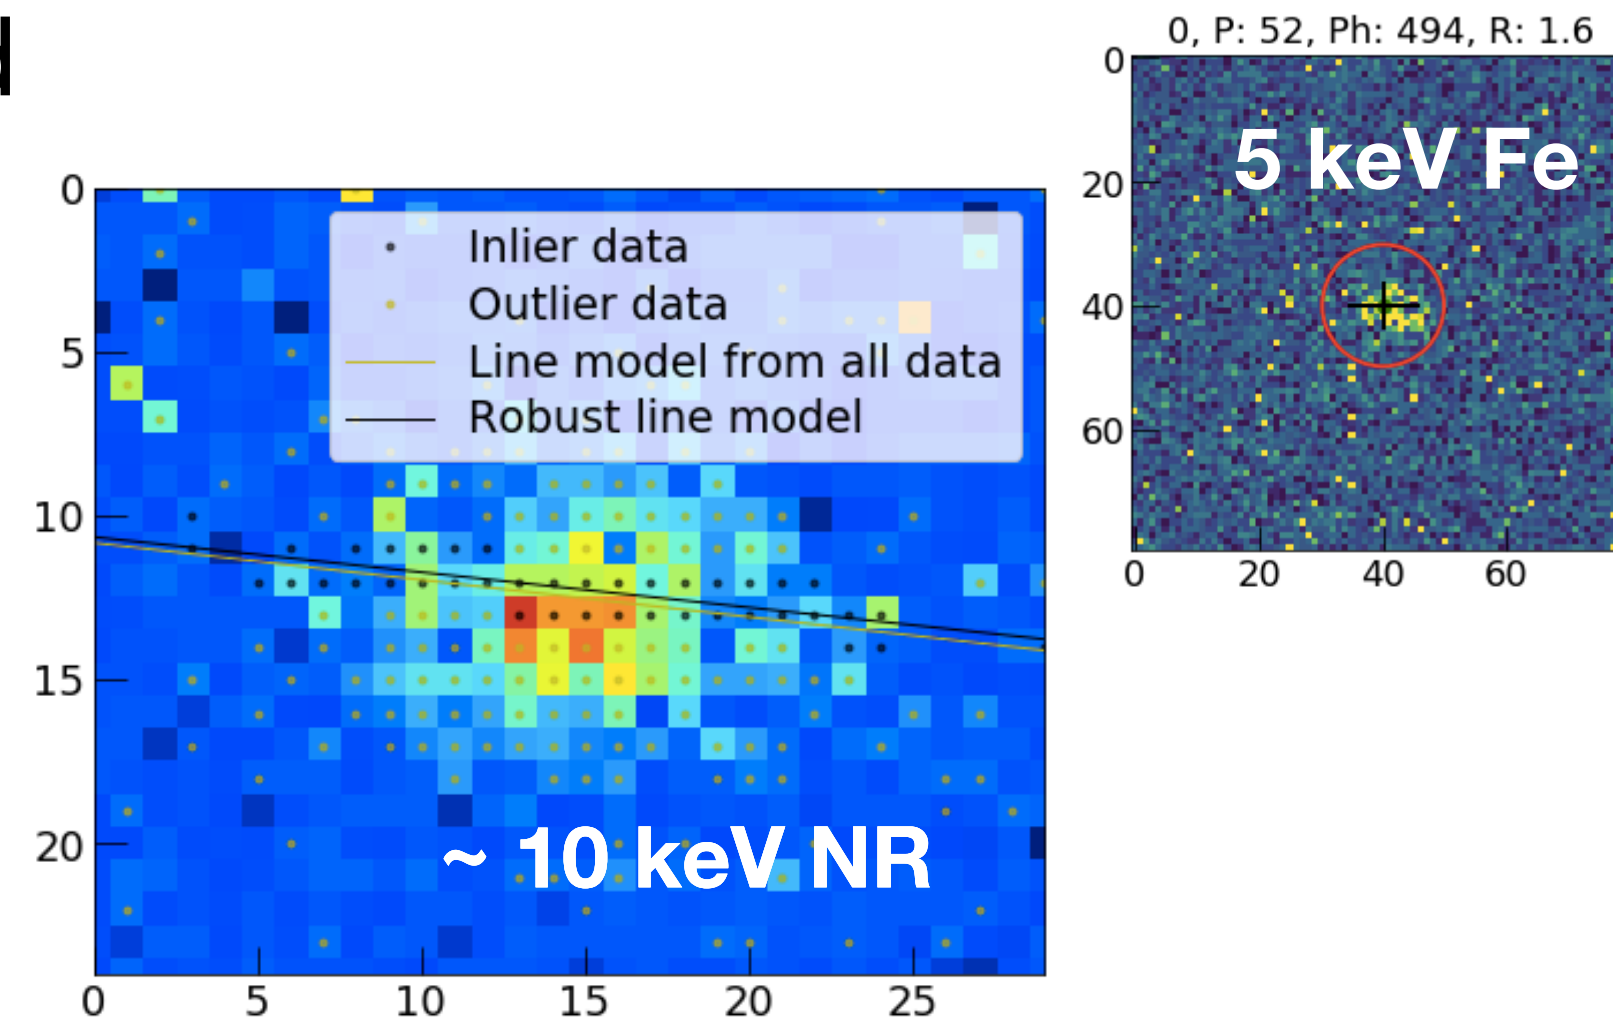 0, P: 52, Ph: 494, R: 1.6
0
20
40
60
0 20 40 60
5 keV Fe
0
5
10
15
20
0 5 10 15 20 25
Inlier data
Outlier data
Line model from all data
Robust line model
~ 10 keV NR